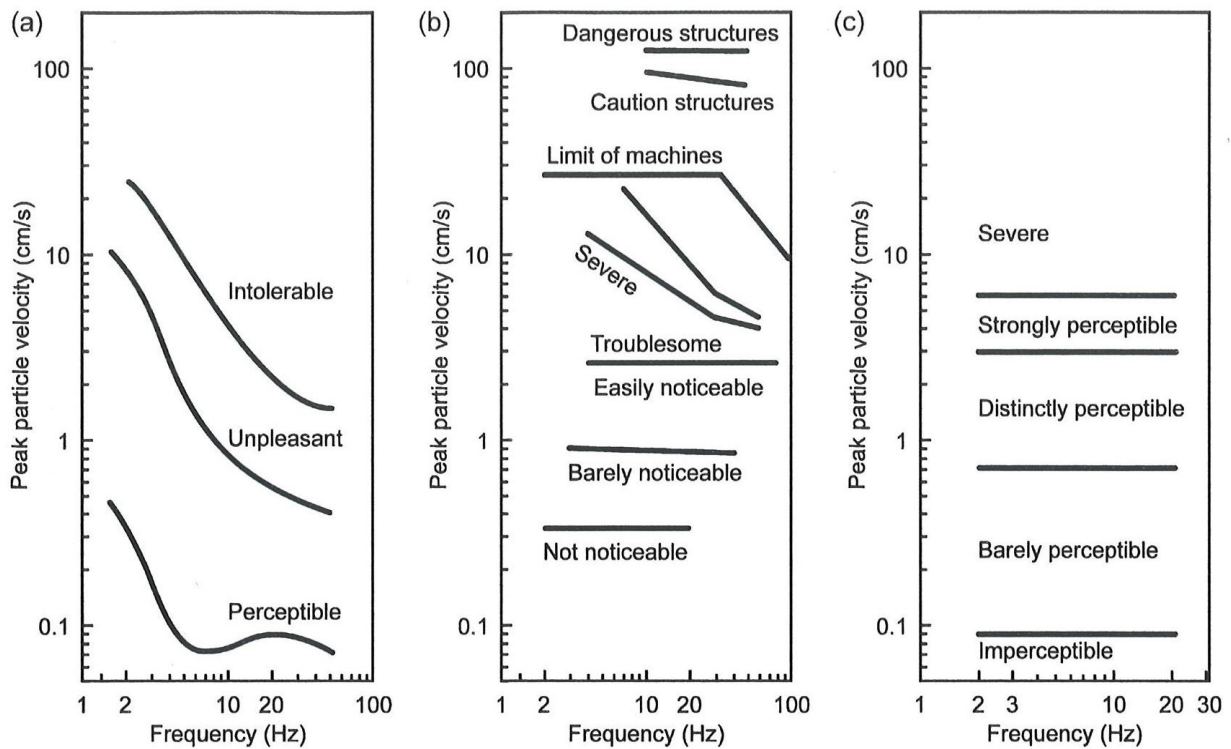 (a)
Peak particle velocity (cm/s)
100
10
1
0.1
Intolerable
Unpleasant
Perceptible
1 2 10 20 100
Frequency (Hz)
(b)
Peak particle velocity (cm/s)
100
10
1
0.1
Dangerous structures
Caution structures
Limit of machines
Severe
Troublesome
Easily noticeable
Barely noticeable
Not noticeable
1 2 10 20 100
Frequency (Hz)
(c)
Peak particle velocity (cm/s)
100
10
1
0.1
Severe
Strongly perceptible
Distinctly perceptible
Barely perceptible
Imperceptible
1 2 3 10 20 30
Frequency (Hz)